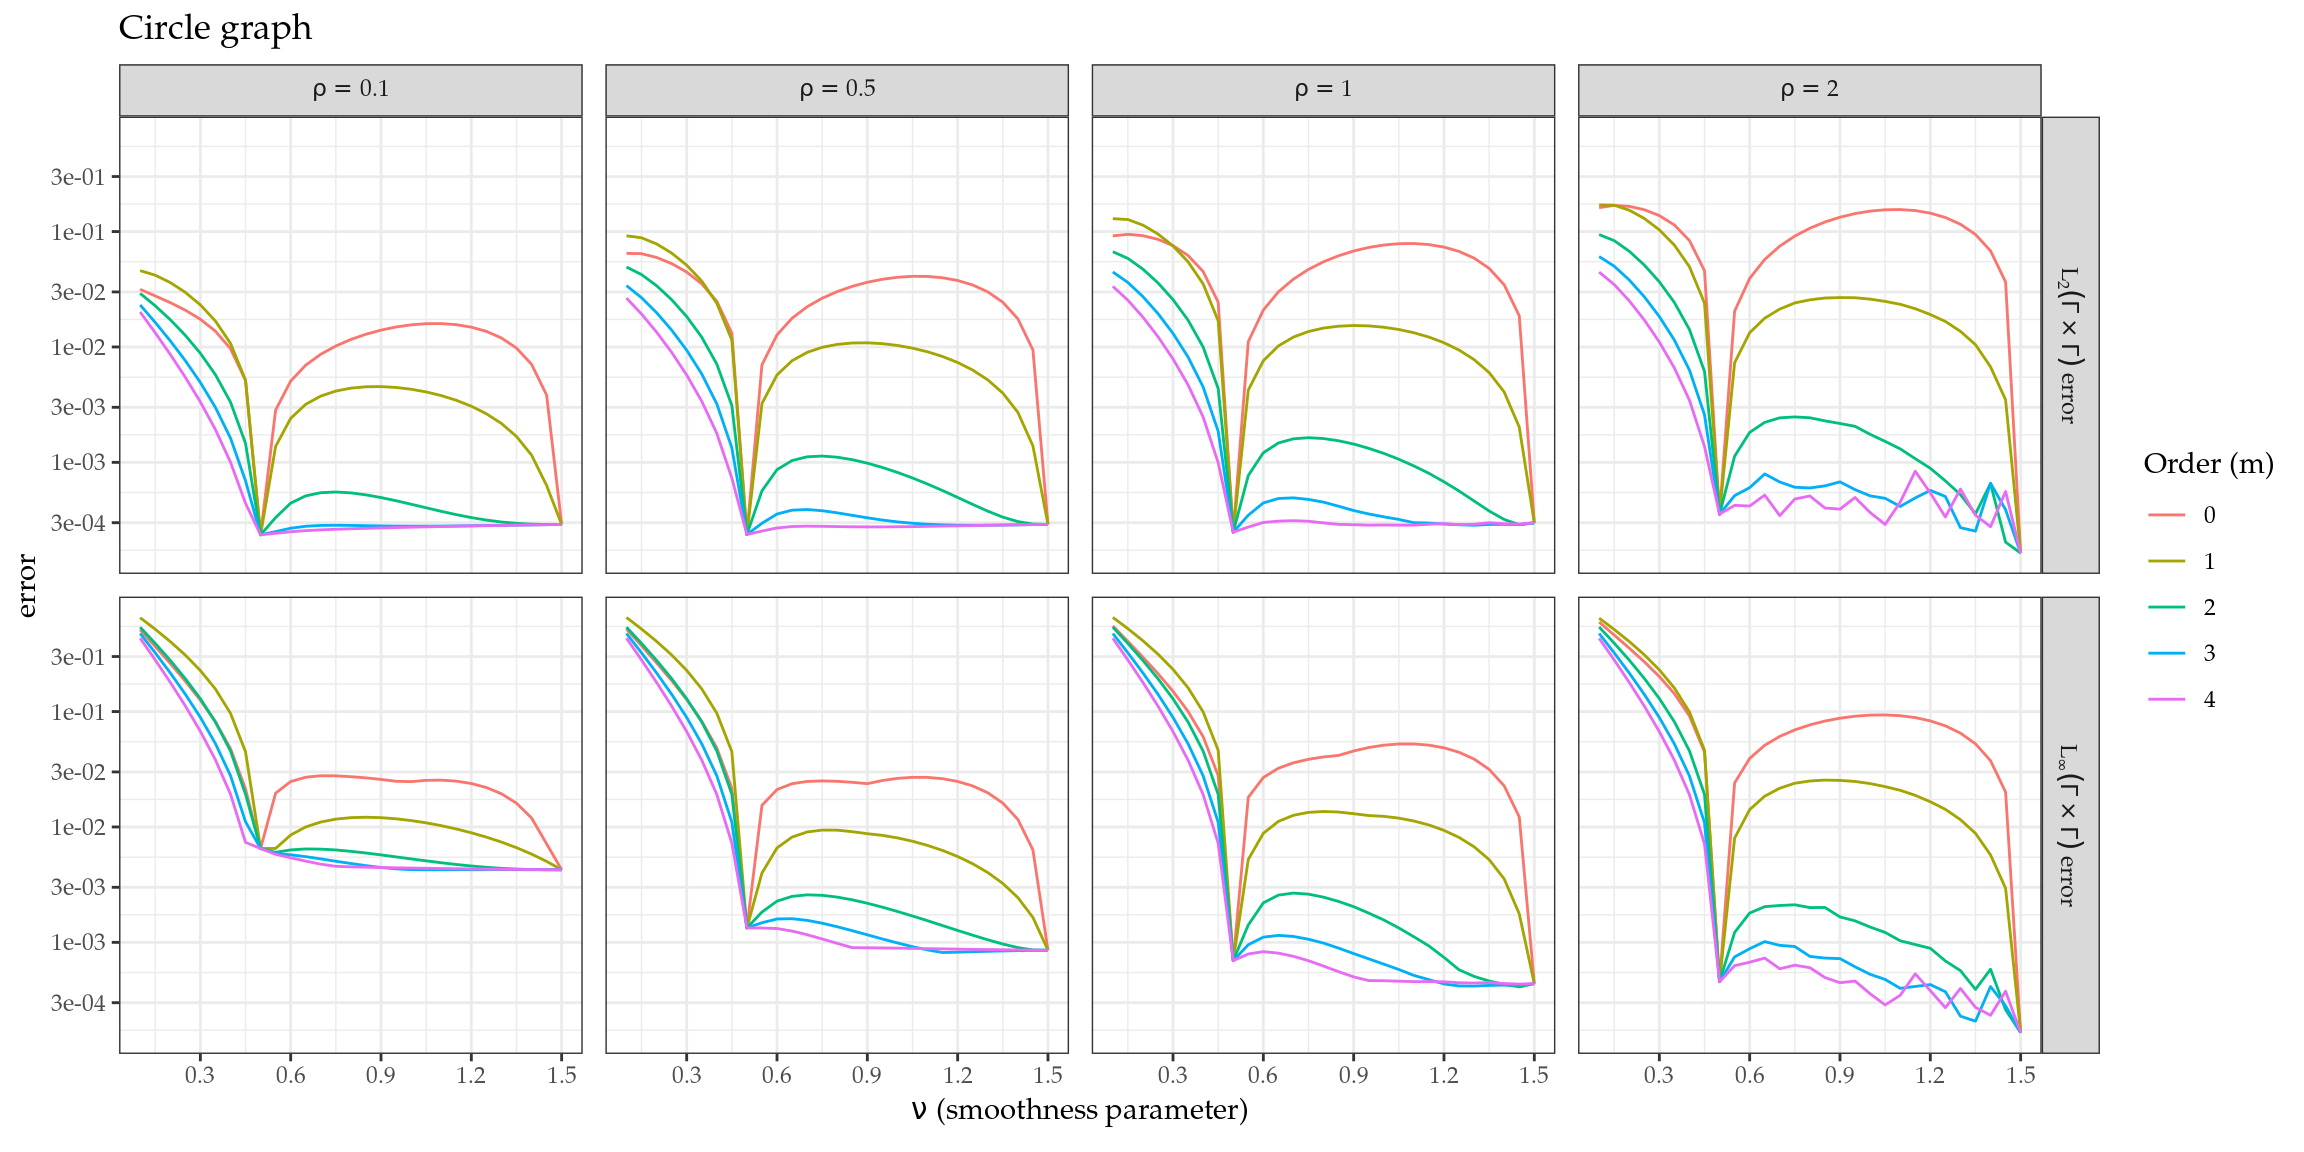 Circle graph
ρ = 0.1
ρ = 0.5
ρ = 1
ρ = 2
3e-01
1e-01
3e-02
1e-02
3e-03
1e-03
3e-04
L₂(Γ × Γ) error
3e-01
1e-01
3e-02
1e-02
3e-03
1e-03
3e-04
L∞(Γ × Γ) error
error
0.3 0.6 0.9 1.2 1.5
0.3 0.6 0.9 1.2 1.5
0.3 0.6 0.9 1.2 1.5
0.3 0.6 0.9 1.2 1.5
ν (smoothness parameter)
Order (m)
0
1
2
3
4